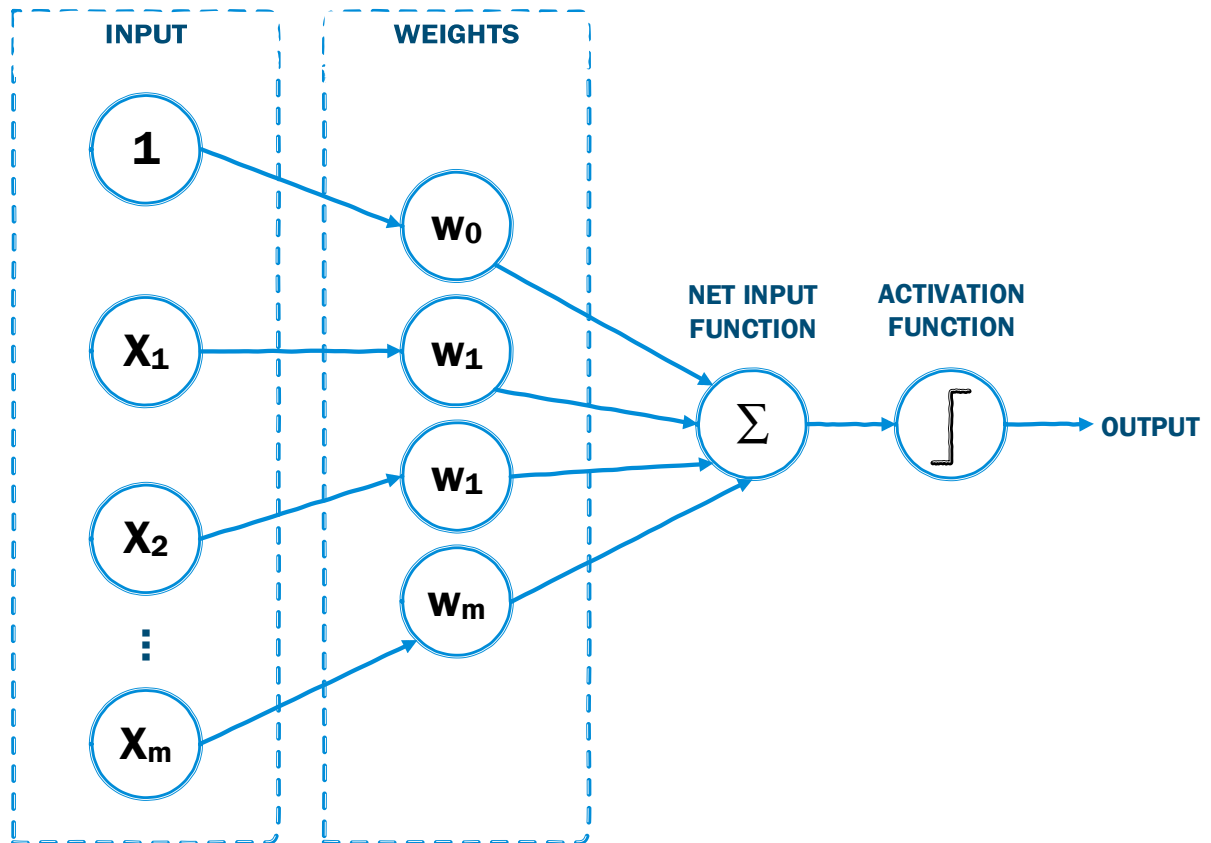 INPUT
WEIGHTS
1
w₀
X₁
w₁
X₂
w₁
⋮
wₘ
Xₘ
NET INPUT
FUNCTION
Σ
ACTIVATION
FUNCTION
OUTPUT